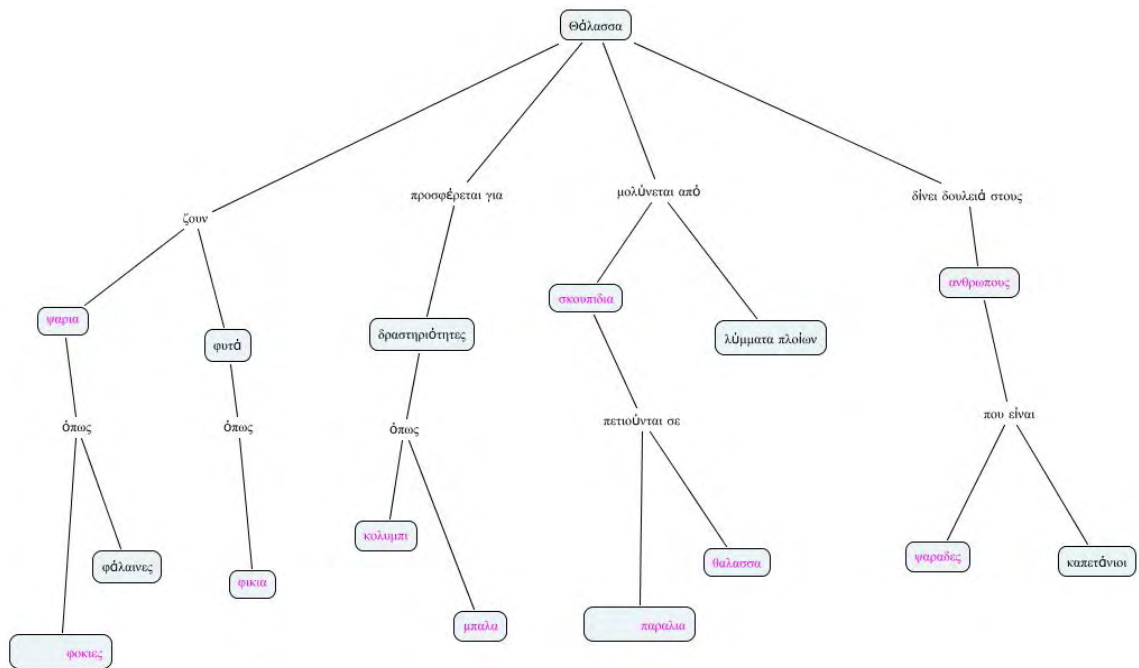 Θάλασσα
προσφέρεται για
μολύνεται από
δίνει δουλειά στους
ζουν
ανθρωπους
σκουπιδια
ψαρια
δραστηριότητες
λύμματα πλοίων
φυτά
που είναι
πετιούνται σε
όπως
όπως
όπως
κολυμπι
ψαραδες
θαλασσα
καπετάνιοι
φάλαινες
φικια
μπαλα
παραλια
φοκιες